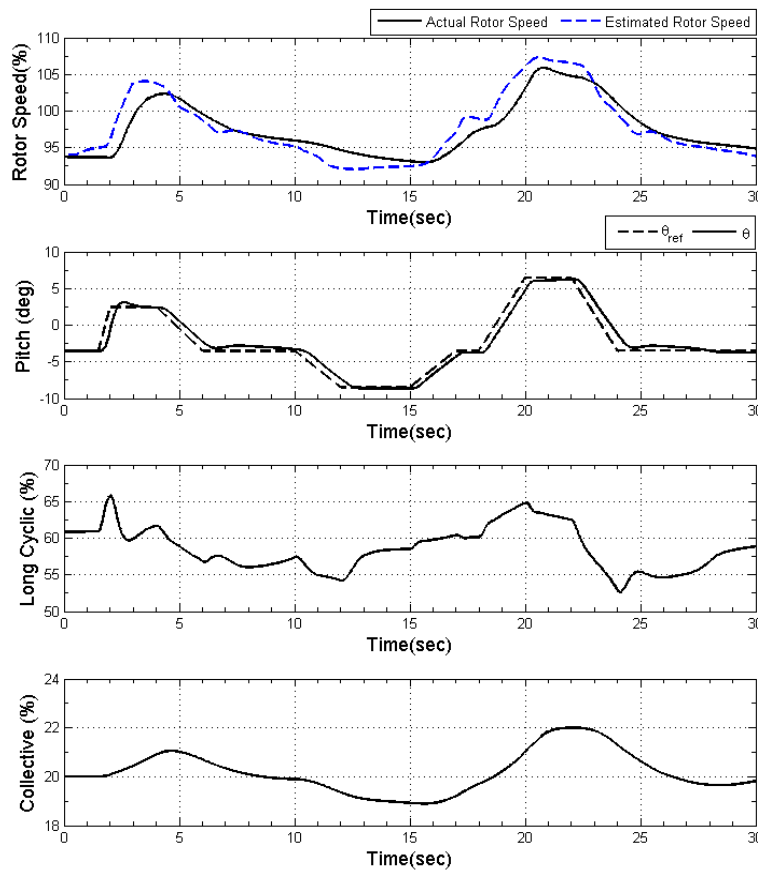 Actual Rotor Speed Estimated Rotor Speed
Rotor Speed(%)
110
105
100
95
90
0 5 10 15 20 25 30
Time(sec)
θref θ
Pitch (deg)
10
5
0
-5
-10
0 5 10 15 20 25 30
Time(sec)
Long Cyclic (%)
70
65
60
55
50
0 5 10 15 20 25 30
Time(sec)
Collective (%)
24
22
20
18
0 5 10 15 20 25 30
Time(sec)